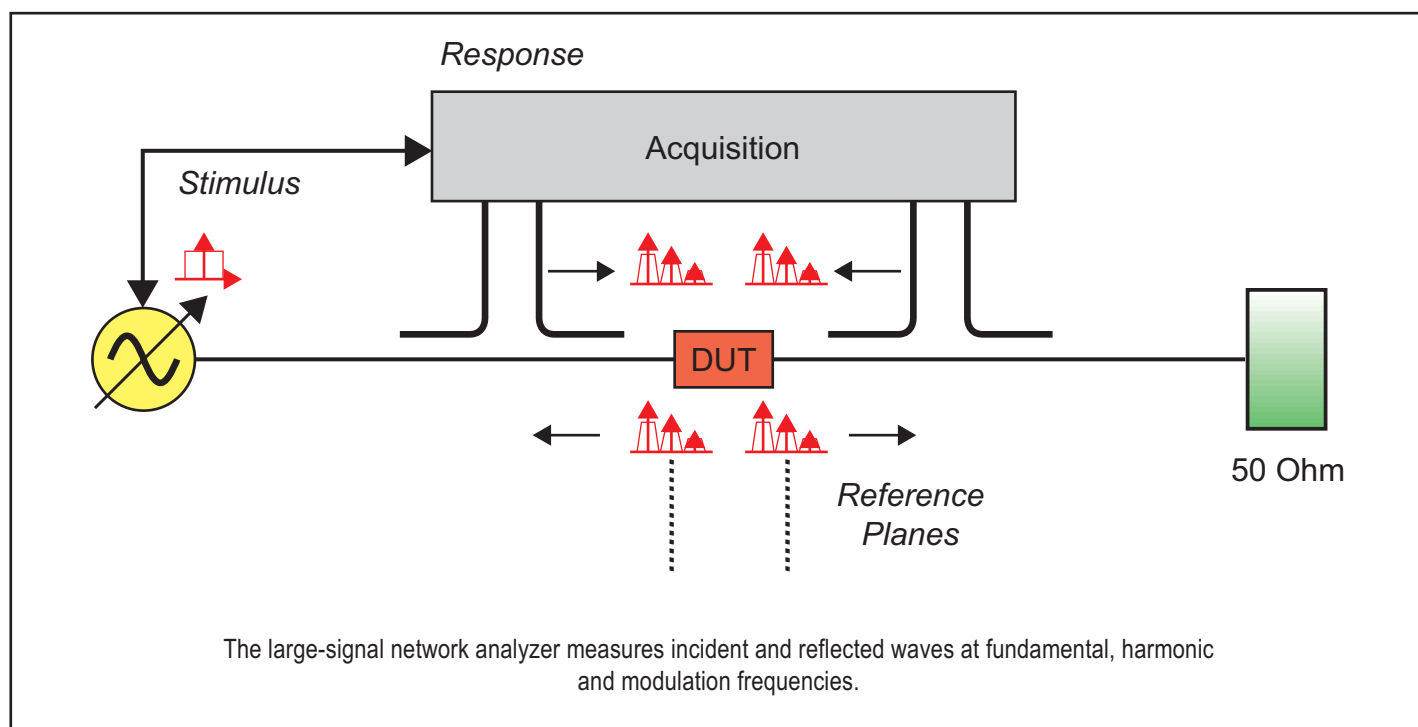 Response
Acquisition
Stimulus
DUT
50 Ohm
Reference
Planes
The large-signal network analyzer measures incident and reflected waves at fundamental, harmonic
and modulation frequencies.